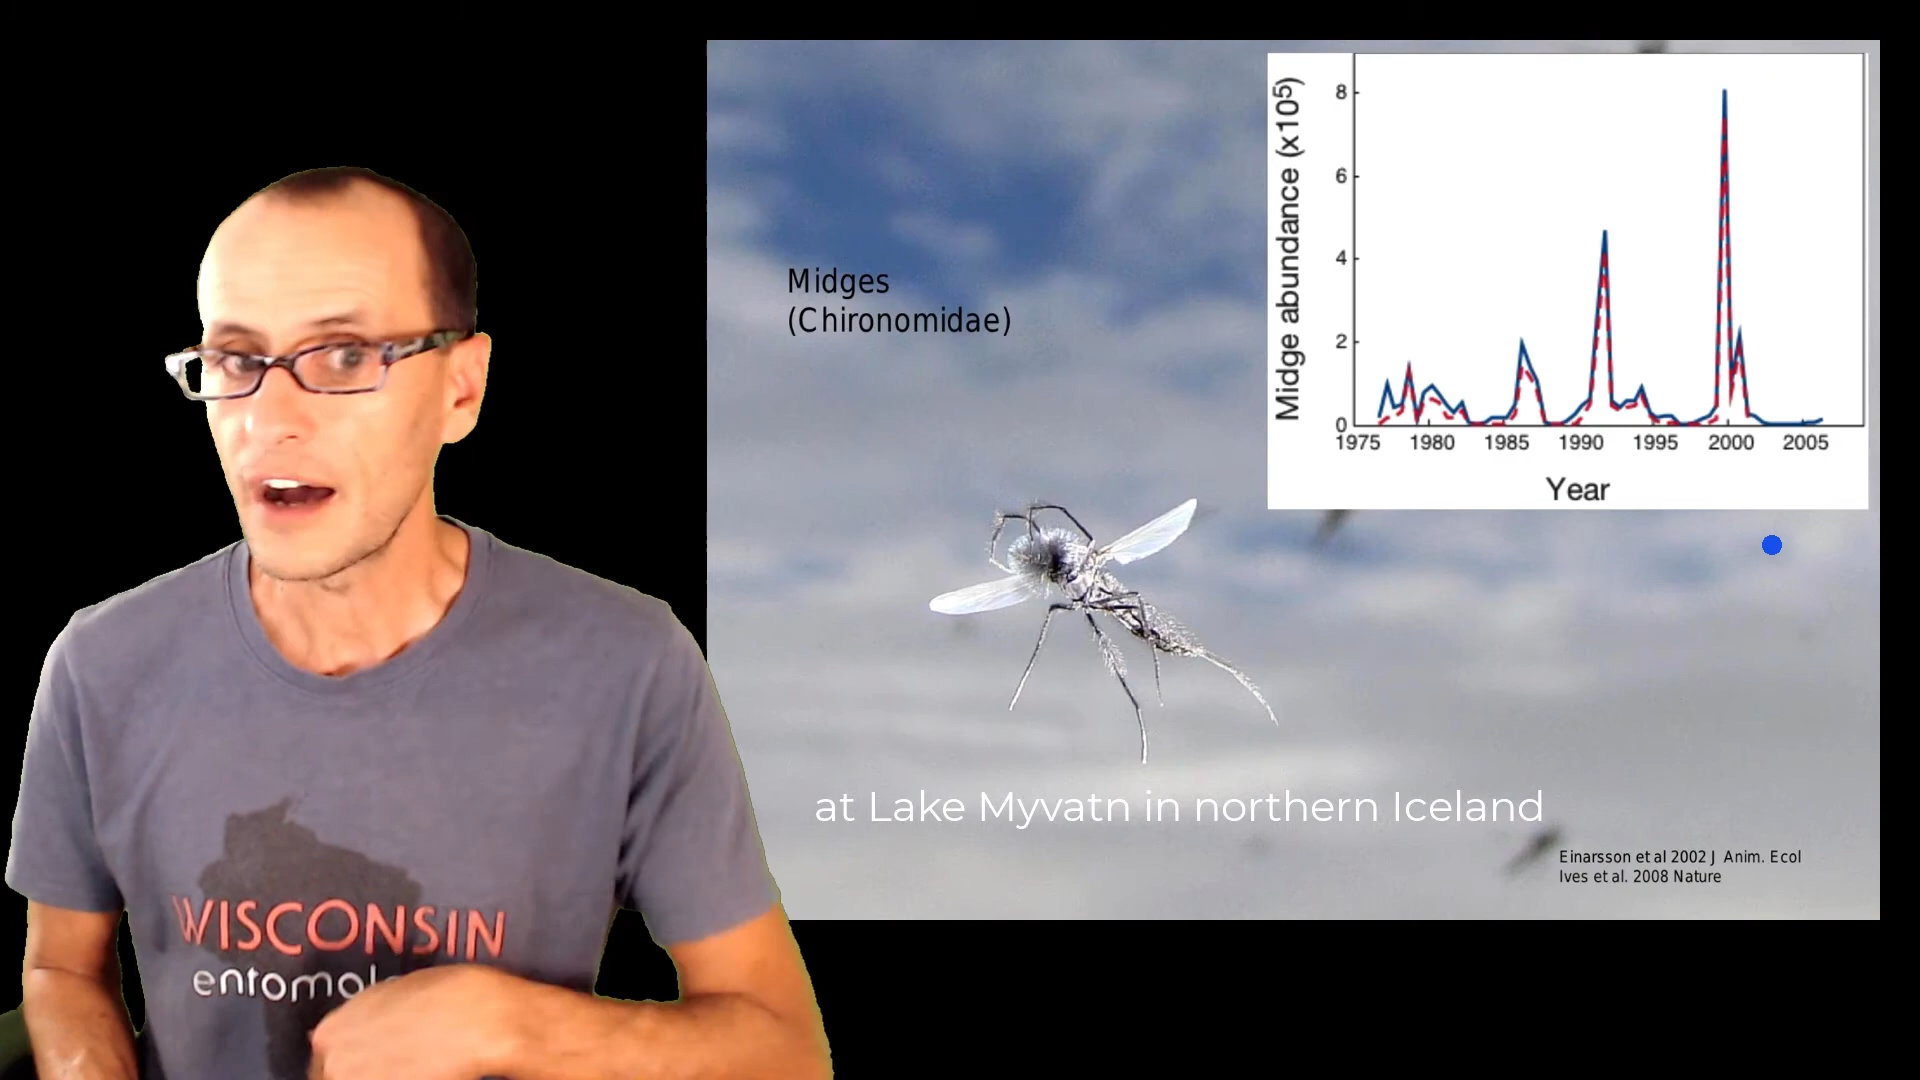 Midge abundance (x10⁵)
8
6
4
2
0
1975 1980 1985 1990 1995 2000 2005
Year
Midges
(Chironomidae)
at Lake Myvatn in northern Iceland
Einarsson et al 2002 J Anim. Ecol
Ives et al. 2008 Nature
WISCONSIN
entomol